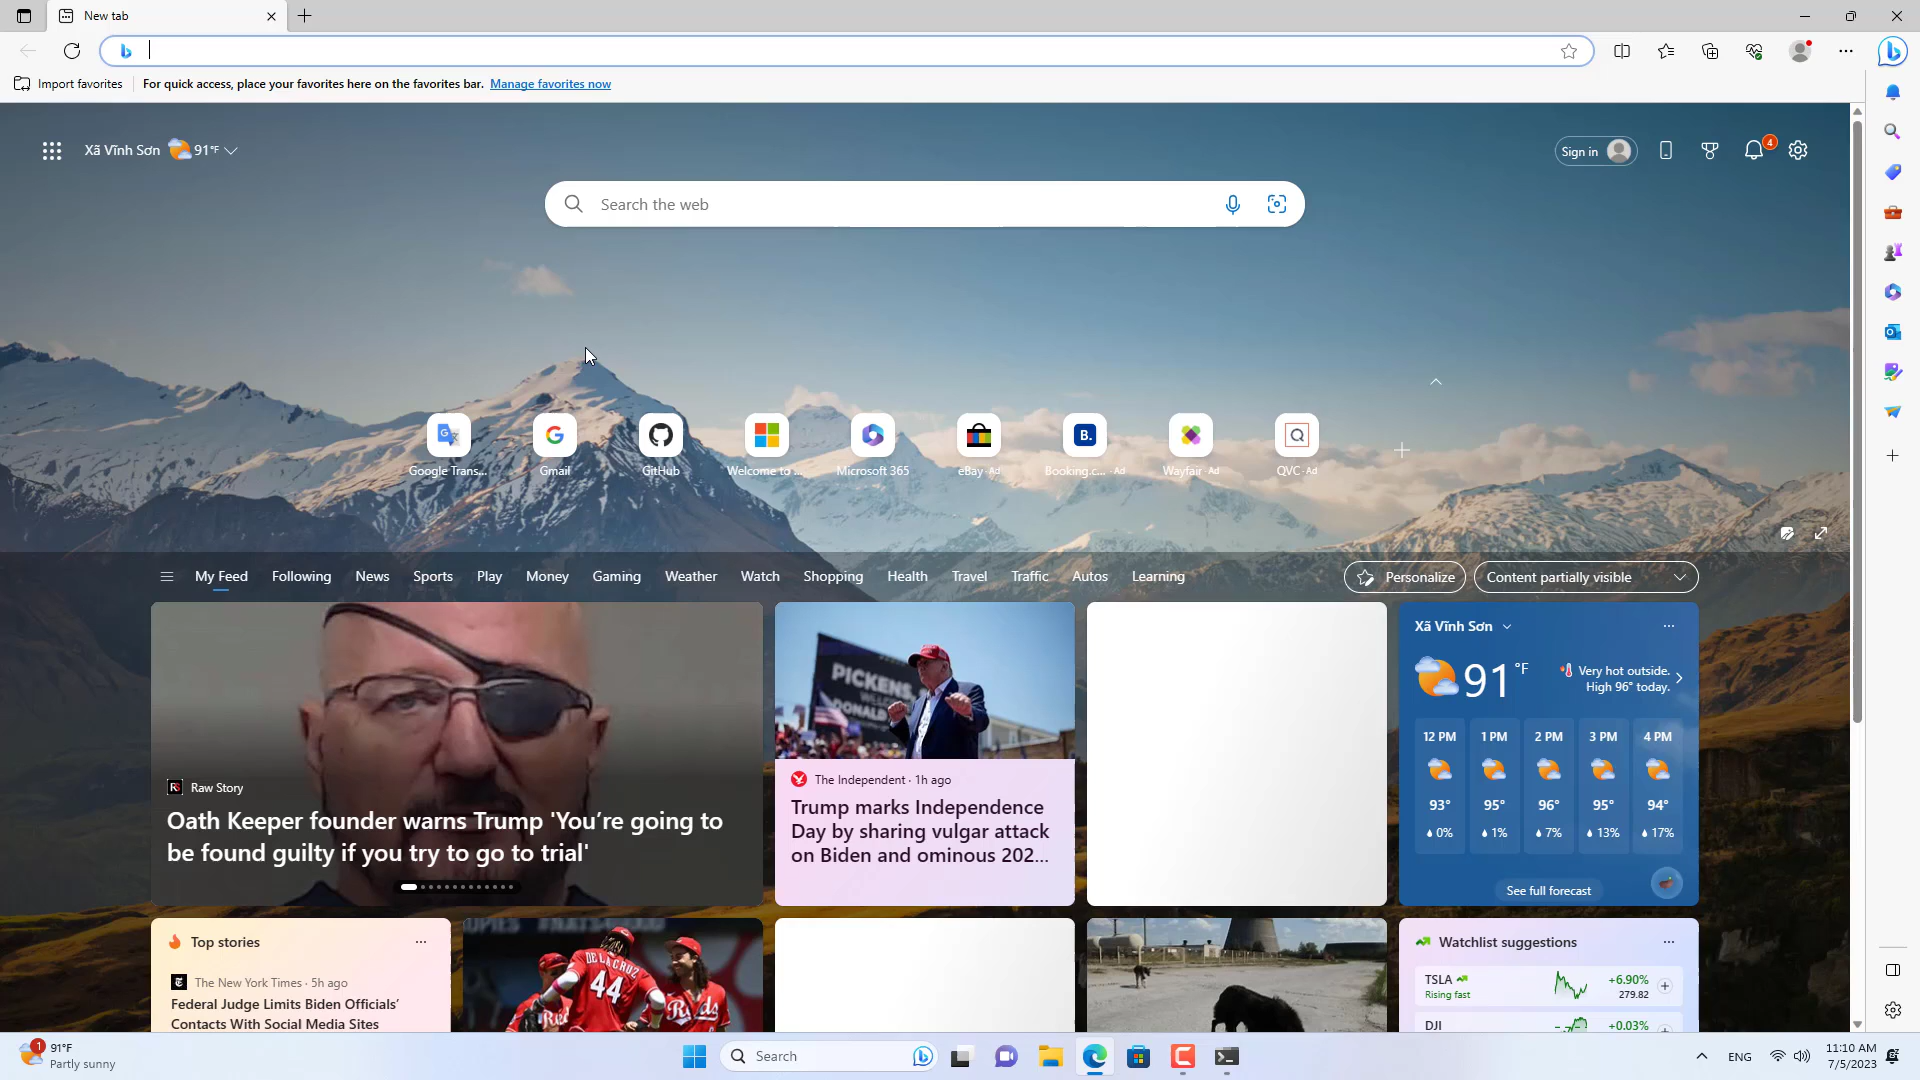 New tab
Import favorites
For quick access, place your favorites here on the favorites bar. Manage favorites now
Xã Vĩnh Sơn 91°F
Sign in
4
Search the web
Google Trans...
Gmail
GitHub
Welcome to ...
Microsoft 365
eBay · Ad
Booking.c... · Ad
Wayfair · Ad
QVC · Ad
My Feed Following News Sports Play Money Gaming Weather Watch Shopping Health Travel Traffic Autos Learning
Personalize
Content partially visible
Raw Story
Oath Keeper founder warns Trump 'You’re going to
be found guilty if you try to go to trial'
PICKENS
The Independent · 1h ago
Trump marks Independence
Day by sharing vulgar attack
on Biden and ominous 202...
Xã Vĩnh Sơn
91 °F
Very hot outside.
High 96° today.
12 PM 1 PM 2 PM 3 PM 4 PM
93° 95° 96° 95° 94°
0% 1% 7% 13% 17%
See full forecast
Top stories
The New York Times · 5h ago
Federal Judge Limits Biden Officials’
Contacts With Social Media Sites
DE LA CRUZ
44
Reds
Watchlist suggestions
TSLA
Rising fast
+6.90%
279.82
DJI
+0.03%
1
91°F
Partly sunny
Search
ENG
11:10 AM
7/5/2023